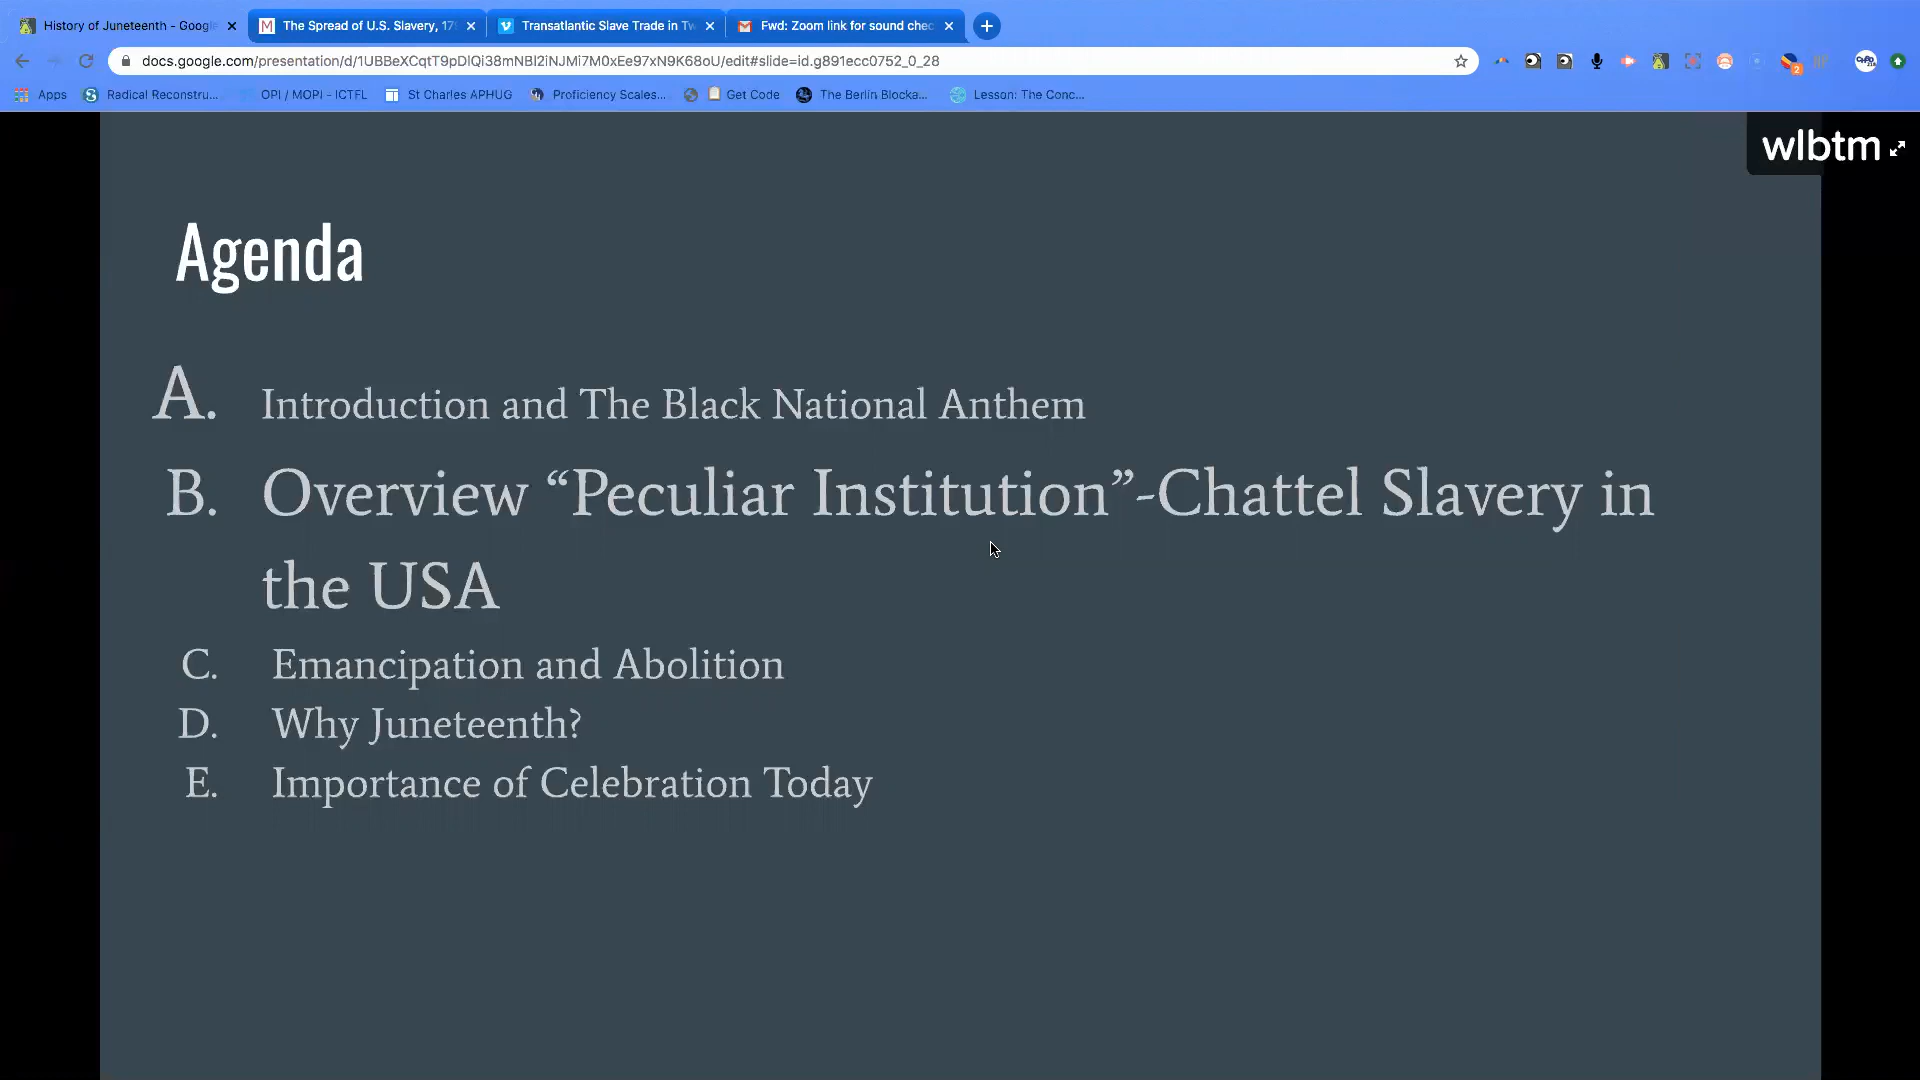 History of Juneteenth - Google
The Spread of U.S. Slavery, 179
Transatlantic Slave Trade in Tw
Fwd: Zoom link for sound chec
docs.google.com/presentation/d/1UBBeXCqtT9pDlQi38mNBl2iNJMi7M0xEe97xN9K68oU/edit#slide=id.g891ecc0752_0_28
Apps
Radical Reconstru...
OPI / MOPI - ICTFL
St Charles APHUG
Proficiency Scales...
Get Code
The Berlin Blocka...
Lesson: The Conc...
wlbtm
Agenda
A. Introduction and The Black National Anthem
B. Overview “Peculiar Institution”-Chattel Slavery in
the USA
C. Emancipation and Abolition
D. Why Juneteenth?
E. Importance of Celebration Today